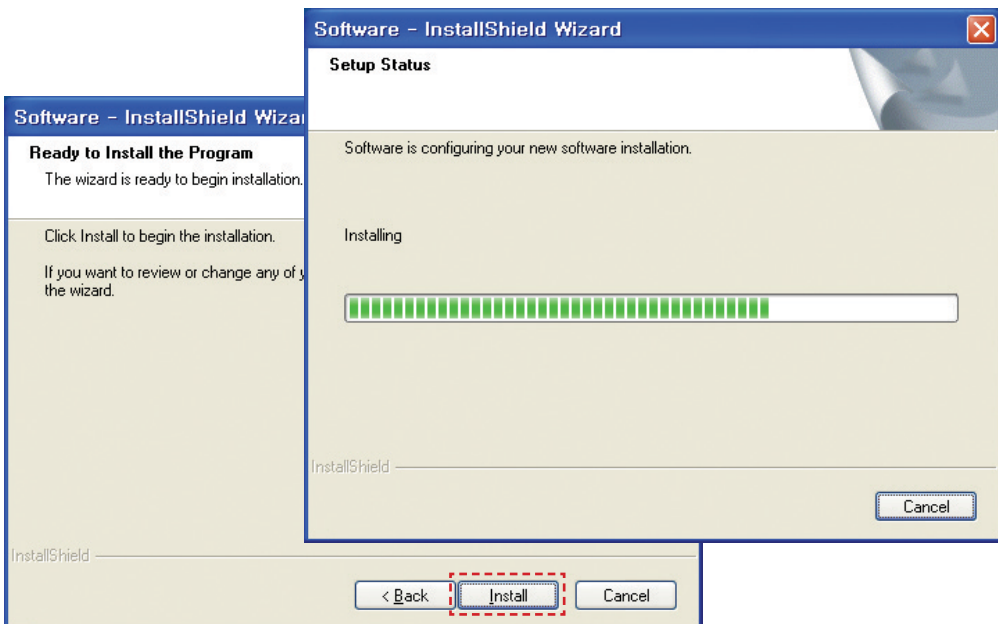 Software - InstallShield Wizard
Setup Status
Software is configuring your new software installation.
Installing
InstallShield
Cancel
Software - InstallShield Wiza
Ready to Install the Program
The wizard is ready to begin installation.
Click Install to begin the installation.
If you want to review or change any of
the wizard.
InstallShield
< Back
Install
Cancel